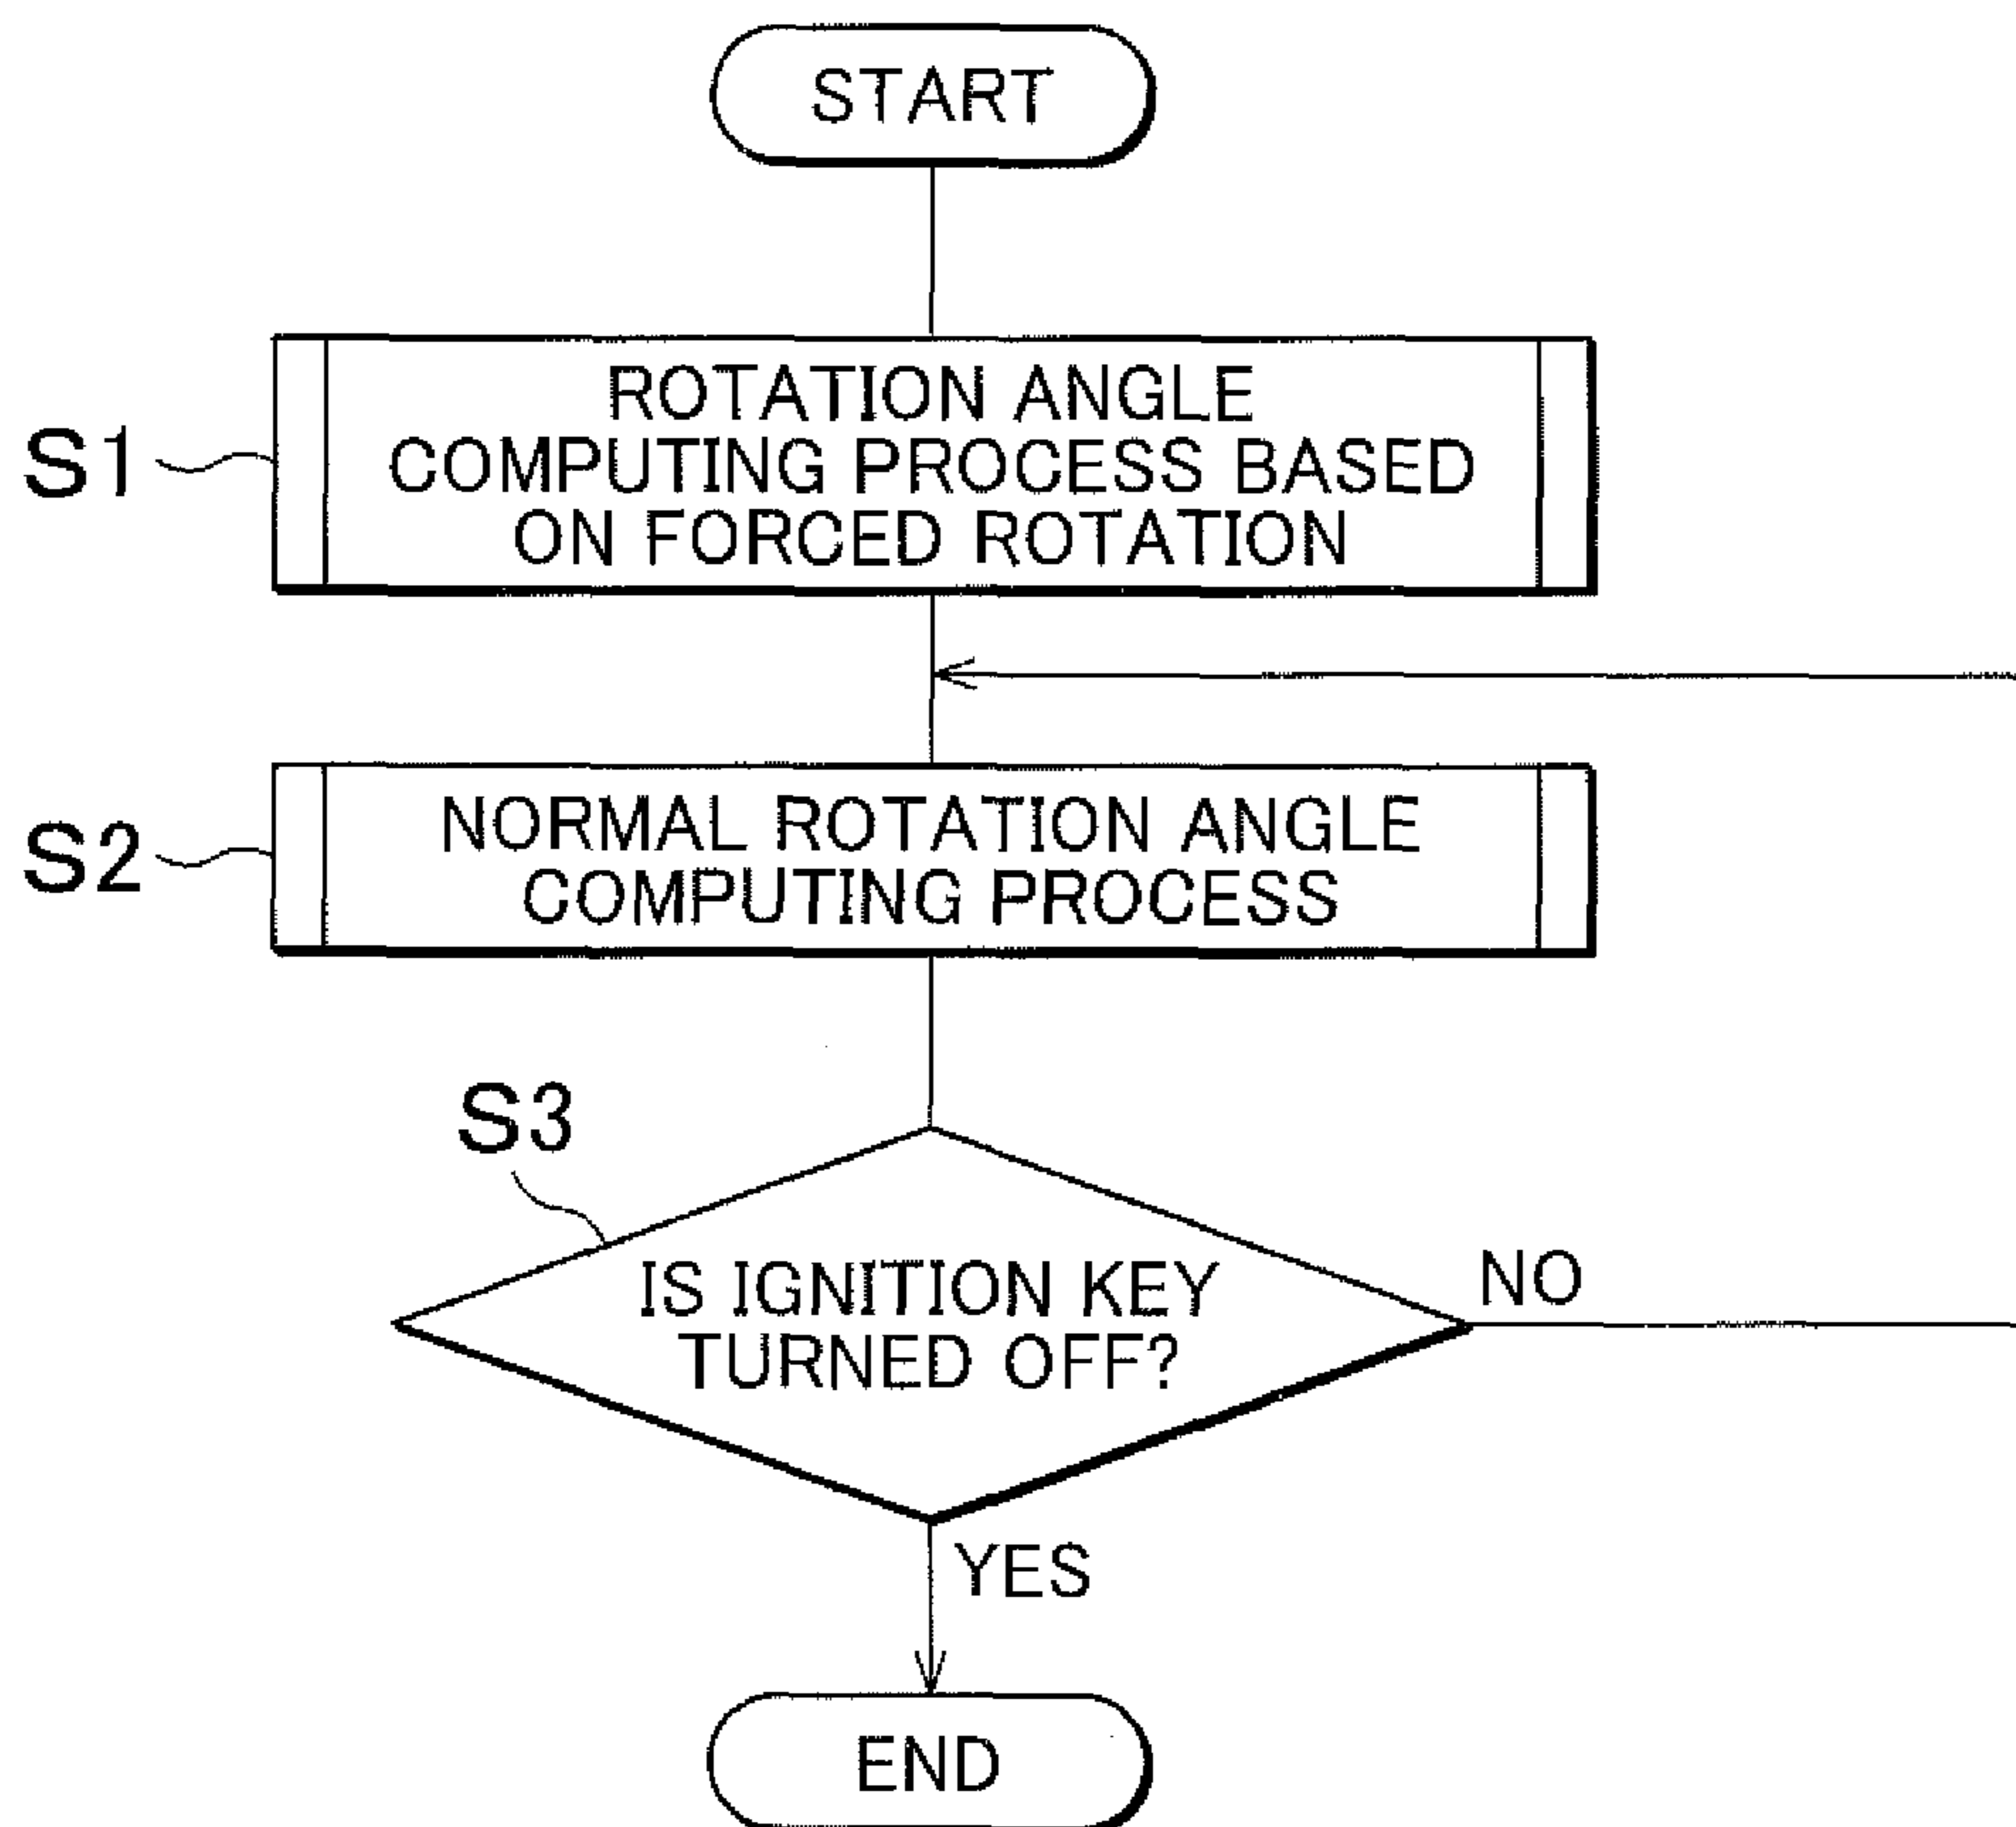 START
S1
ROTATION ANGLE
COMPUTING PROCESS BASED
ON FORCED ROTATION
S2
NORMAL ROTATION ANGLE
COMPUTING PROCESS
S3
IS IGNITION KEY
TURNED OFF?
NO
YES
END